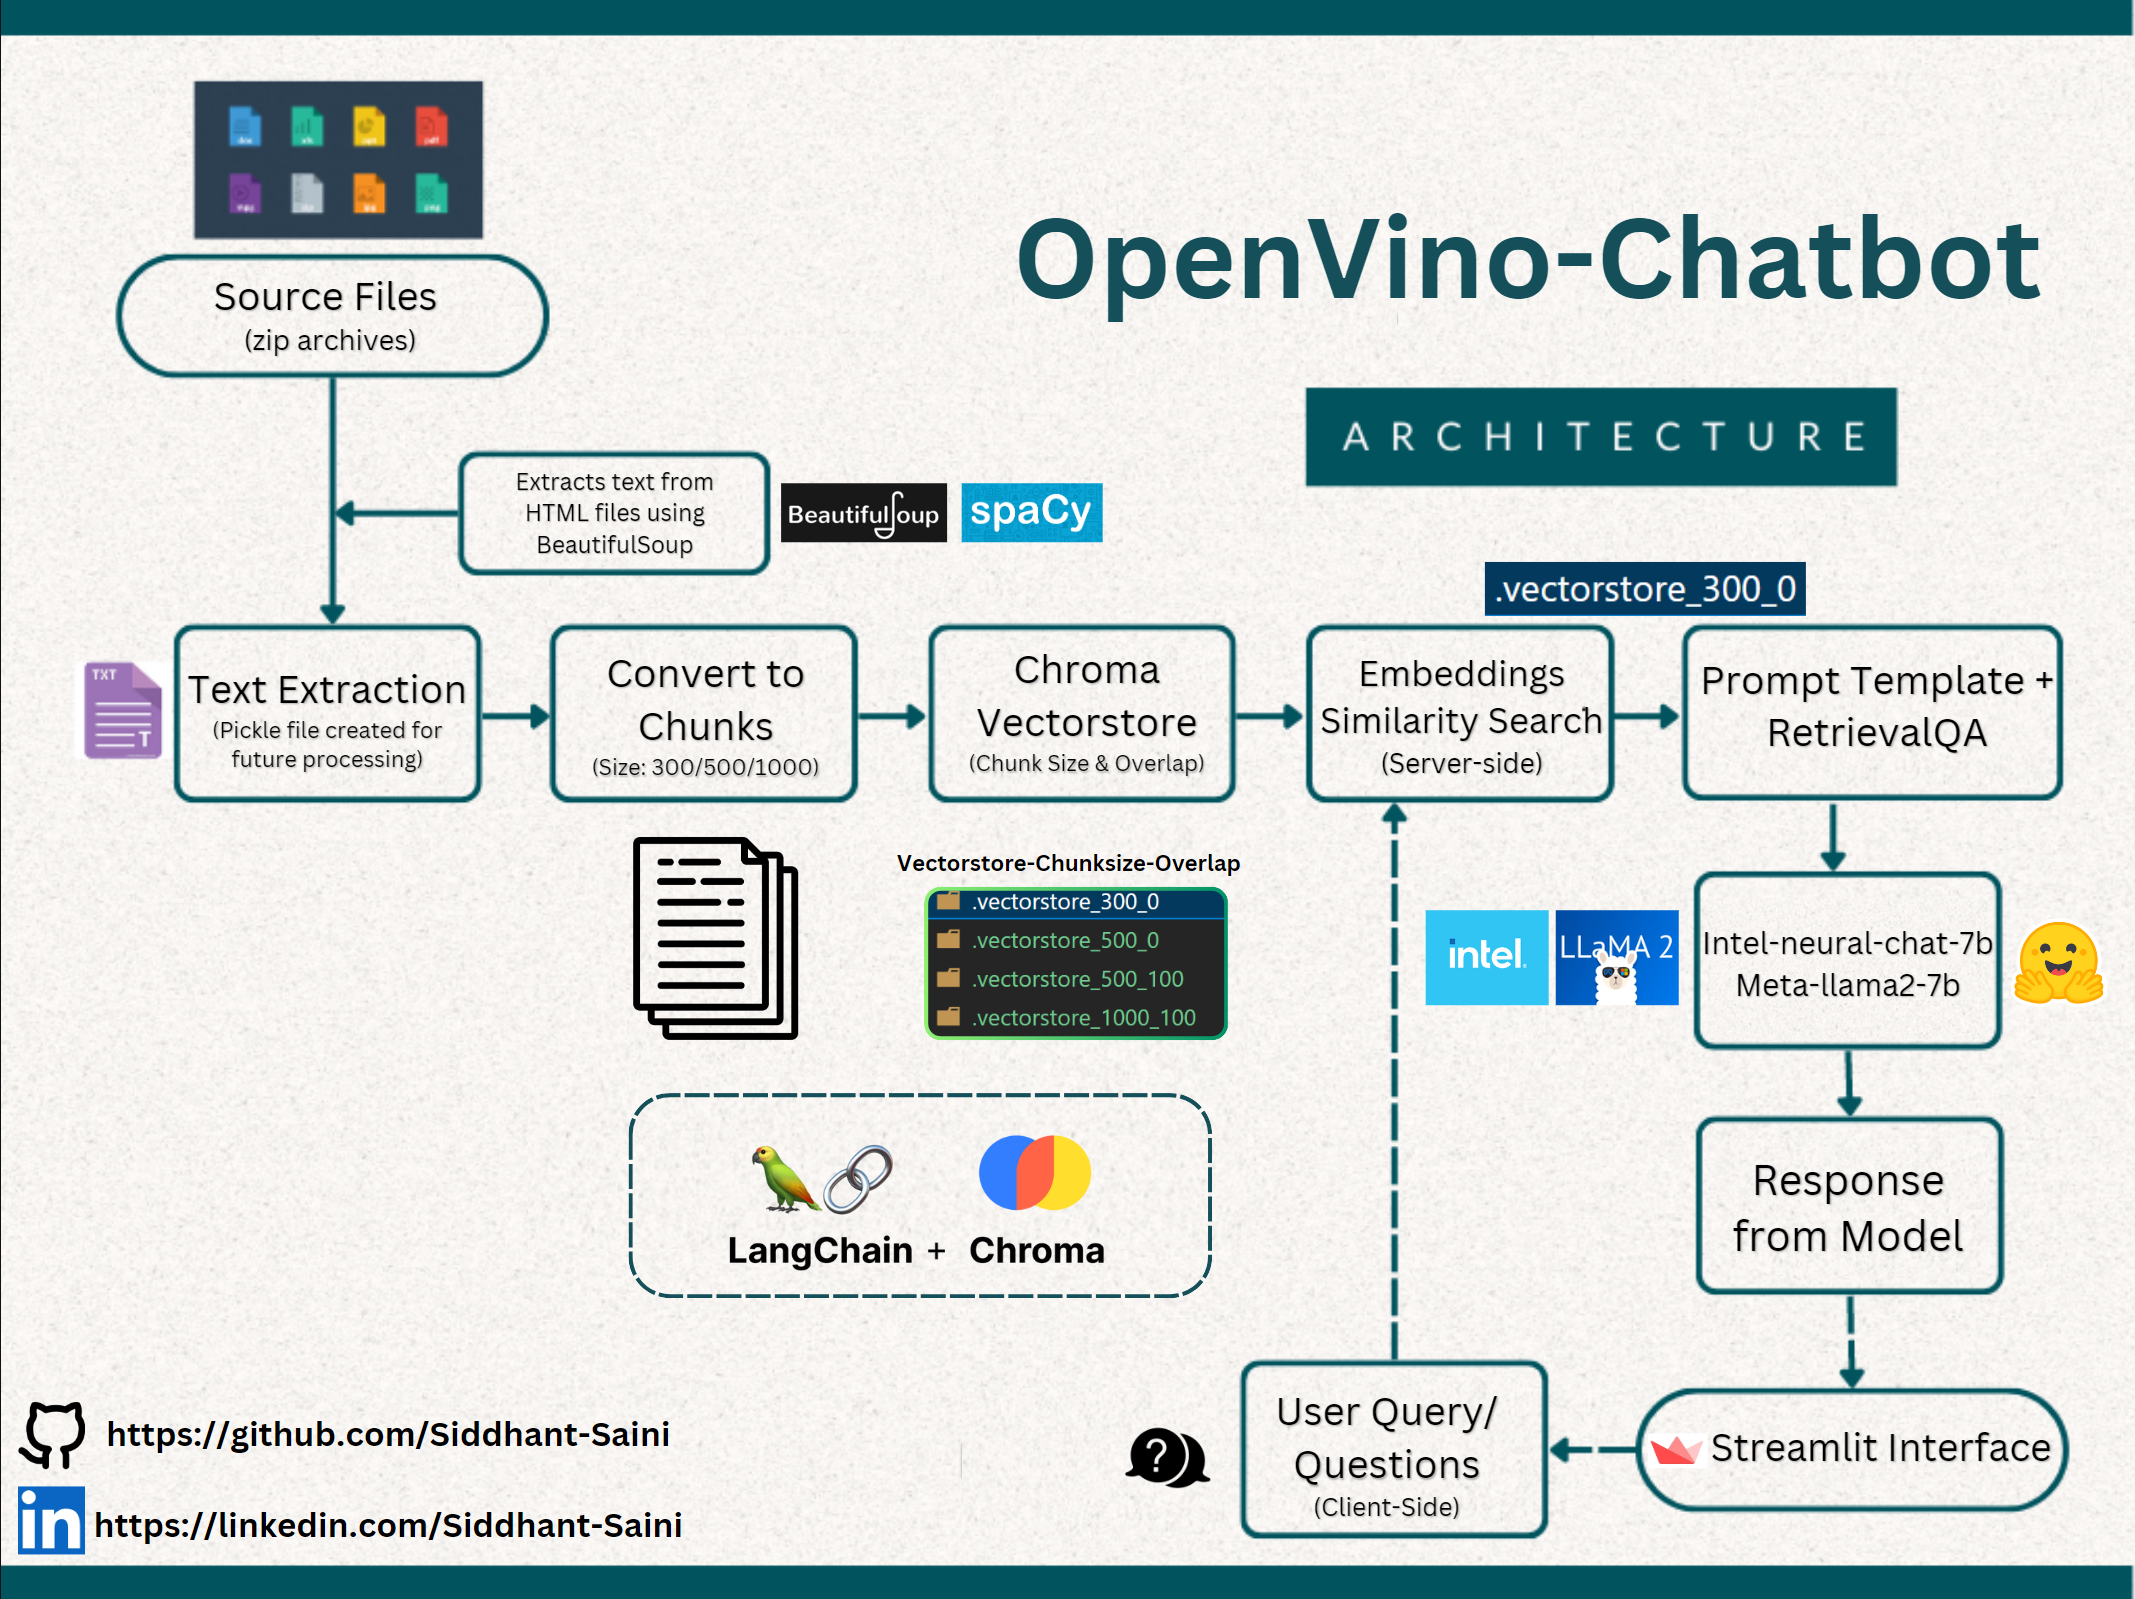 OpenVino-Chatbot
ARCHITECTURE
Source Files
(zip archives)
Extracts text from
HTML files using
BeautifulSoup
BeautifulSoup
spaCy
.vectorstore_300_0
TXT
T
Text Extraction
(Pickle file created for
future processing)
Convert to
Chunks
(Size: 300/500/1000)
Chroma
Vectorstore
(Chunk Size & Overlap)
Embeddings
Similarity Search
(Server-side)
Prompt Template +
RetrievalQA
Vectorstore-Chunksize-Overlap
.vectorstore_300_0
.vectorstore_500_0
.vectorstore_500_100
.vectorstore_1000_100
intel.
LLaMA 2
Intel-neural-chat-7b
Meta-llama2-7b
LangChain + Chroma
Response
from Model
User Query/
Questions
(Client-Side)
?
Streamlit Interface
https://github.com/Siddhant-Saini
in https://linkedin.com/Siddhant-Saini